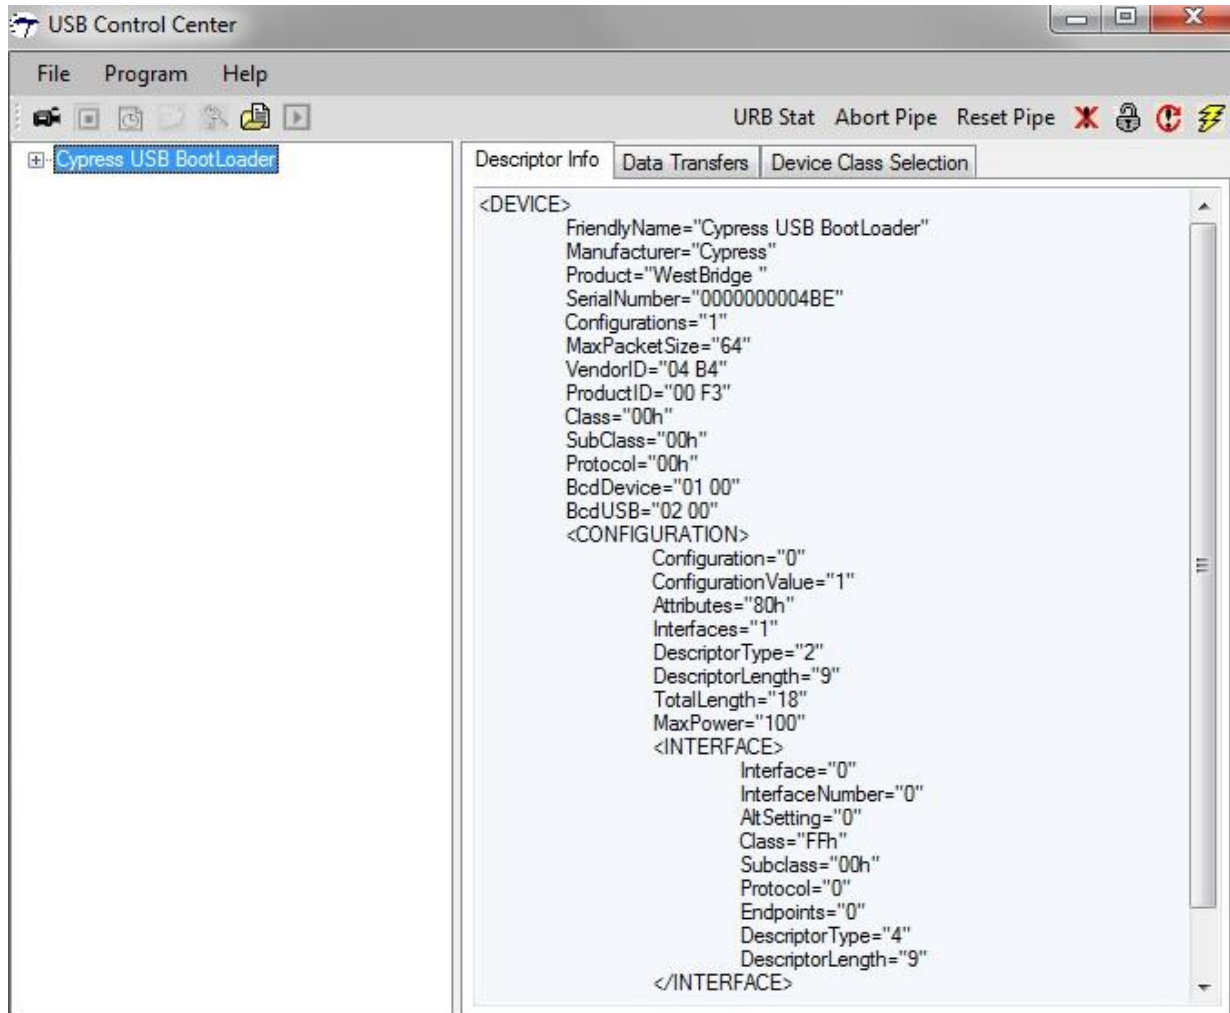 USB Control Center
File Program Help
URB Stat Abort Pipe Reset Pipe
Cypress USB BootLoader
Descriptor Info Data Transfers Device Class Selection
<DEVICE>
FriendlyName="Cypress USB BootLoader"
Manufacturer="Cypress"
Product="WestBridge "
SerialNumber="0000000004BE"
Configurations="1"
MaxPacketSize="64"
VendorID="04 B4"
ProductID="00 F3"
Class="00h"
SubClass="00h"
Protocol="00h"
BcdDevice="01 00"
BcdUSB="02 00"
<CONFIGURATION>
Configuration="0"
ConfigurationValue="1"
Attributes="80h"
Interfaces="1"
DescriptorType="2"
DescriptorLength="9"
TotalLength="18"
MaxPower="100"
<INTERFACE>
Interface="0"
InterfaceNumber="0"
AltSetting="0"
Class="FFh"
Subclass="00h"
Protocol="0"
Endpoints="0"
DescriptorType="4"
DescriptorLength="9"
</INTERFACE>